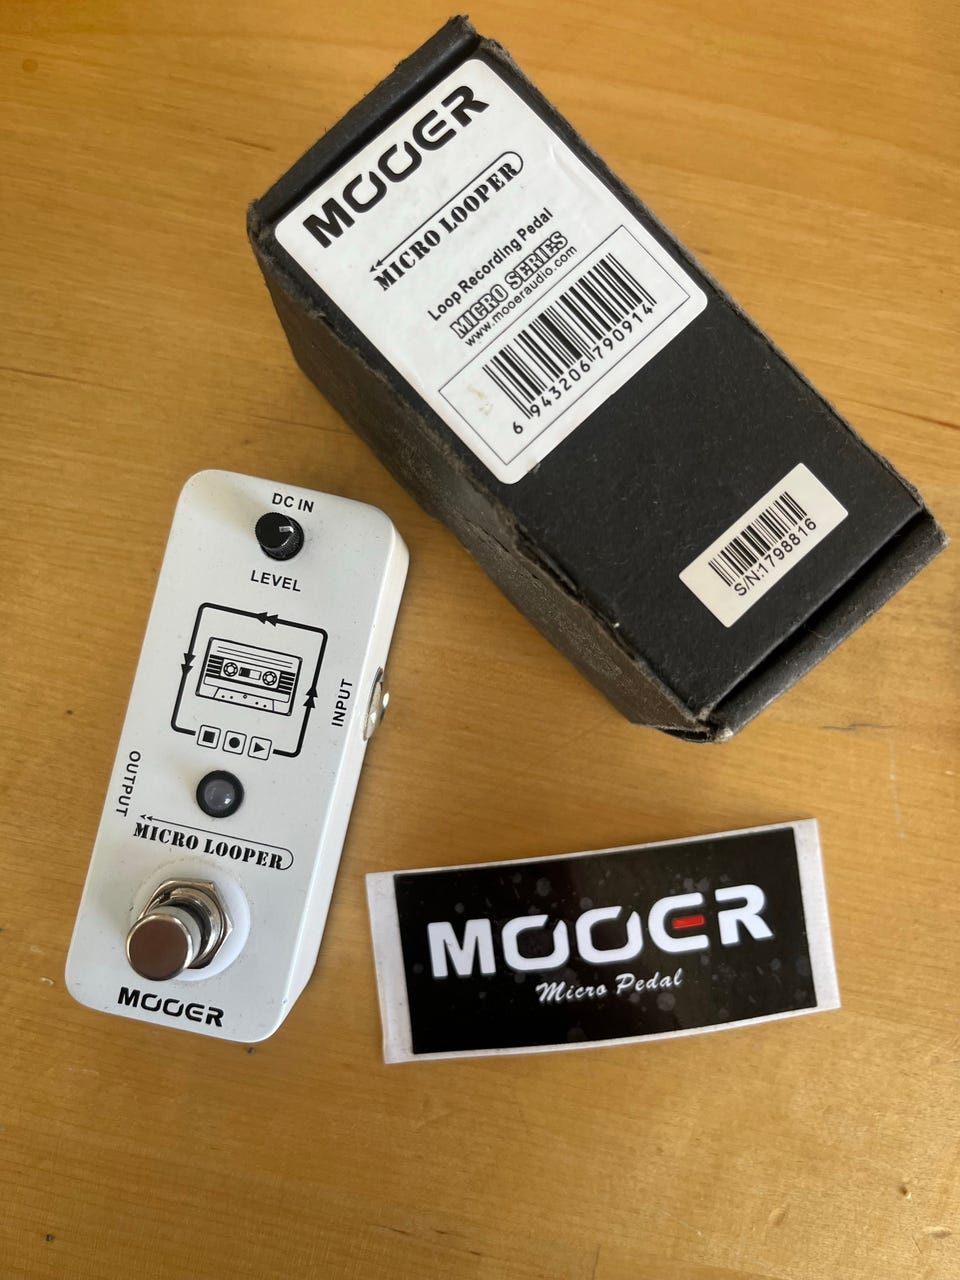 MOOER
MICRO LOOPER
Loop Recording Pedal
MICRO SERIES
www.mooeraudio.com
6 943206 790914
S/N:1798816
DC IN
LEVEL
INPUT
OUTPUT
MICRO LOOPER
MOOER
MOOER
Micro Pedal